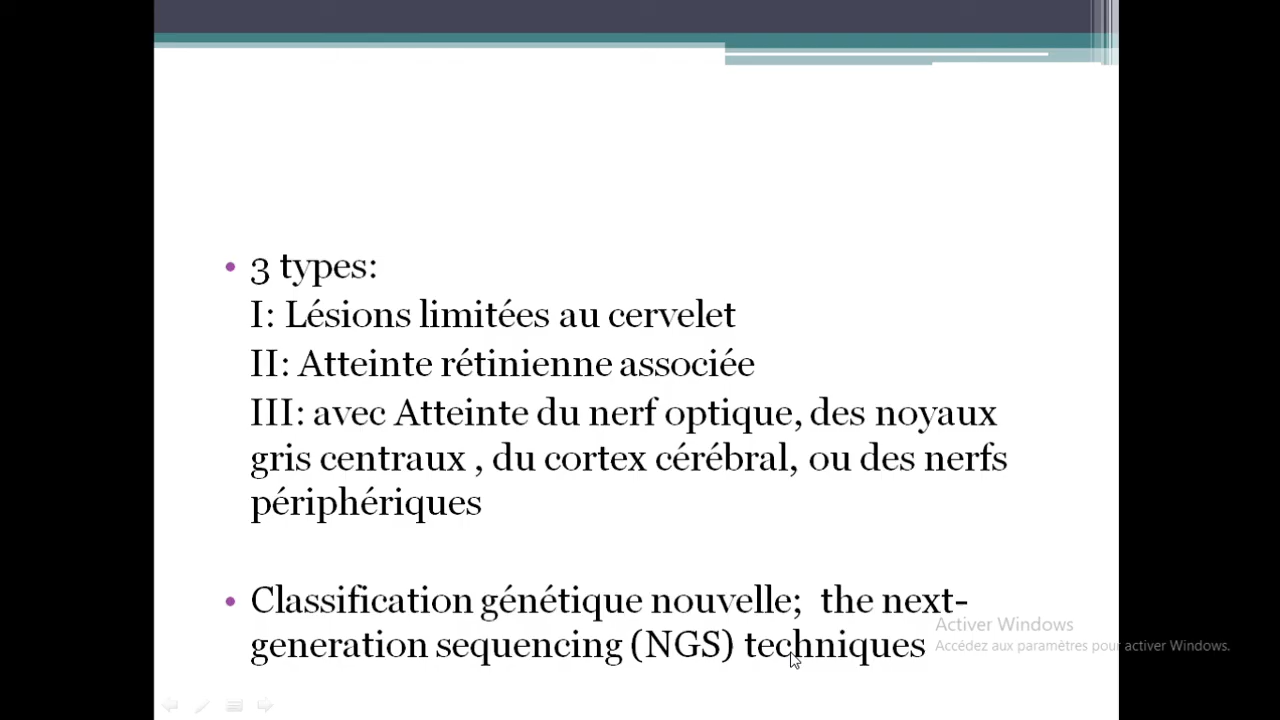 • 3 types:
I: Lésions limitées au cervelet
II: Atteinte rétinienne associée
III: avec Atteinte du nerf optique, des noyaux
gris centraux , du cortex cérébral, ou des nerfs
périphériques
• Classification génétique nouvelle;  the next-
generation sequencing (NGS) techniques
Activer Windows
Accédez aux paramètres pour activer Windows.